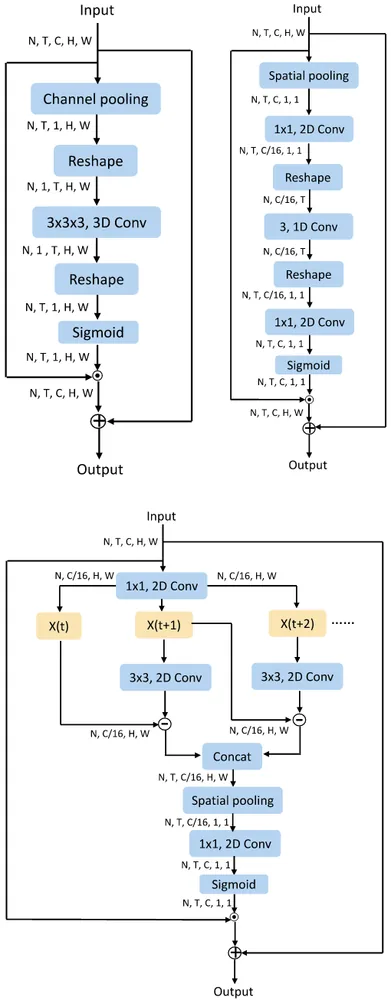 Input
N, T, C, H, W
Channel pooling
N, T, 1, H, W
Reshape
N, 1, T, H, W
3x3x3, 3D Conv
N, 1 , T, H, W
Reshape
N, T, 1, H, W
Sigmoid
N, T, 1, H, W
N, T, C, H, W
Output
Input
N, T, C, H, W
Spatial pooling
N, T, C, 1, 1
1x1, 2D Conv
N, T, C/16, 1, 1
Reshape
N, C/16, T
3, 1D Conv
N, C/16, T
Reshape
N, T, C/16, 1, 1
1x1, 2D Conv
N, T, C, 1, 1
Sigmoid
N, T, C, 1, 1
N, T, C, H, W
Output
Input
N, T, C, H, W
N, C/16, H, W
1x1, 2D Conv
N, C/16, H, W
X(t)
X(t+1)
X(t+2)
......
3x3, 2D Conv
3x3, 2D Conv
N, C/16, H, W
N, C/16, H, W
Concat
N, T, C/16, H, W
Spatial pooling
N, T, C/16, 1, 1
1x1, 2D Conv
N, T, C, 1, 1
Sigmoid
N, T, C, 1, 1
Output